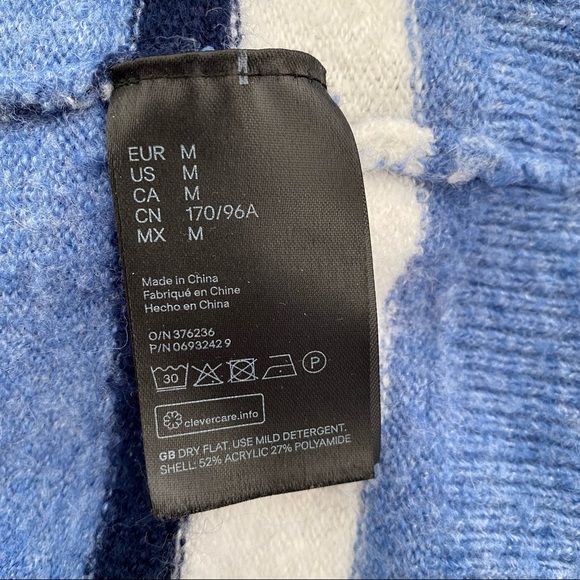 EUR M
US M
CA M
CN 170/96A
MX M
Made in China
Fabriqué en Chine
Hecho en China
O/N 376236
P/N 0693242 9
30 P
clevercare.info
GB DRY FLAT. USE MILD DETERGENT.
SHELL: 52% ACRYLIC 27% POLYAMIDE